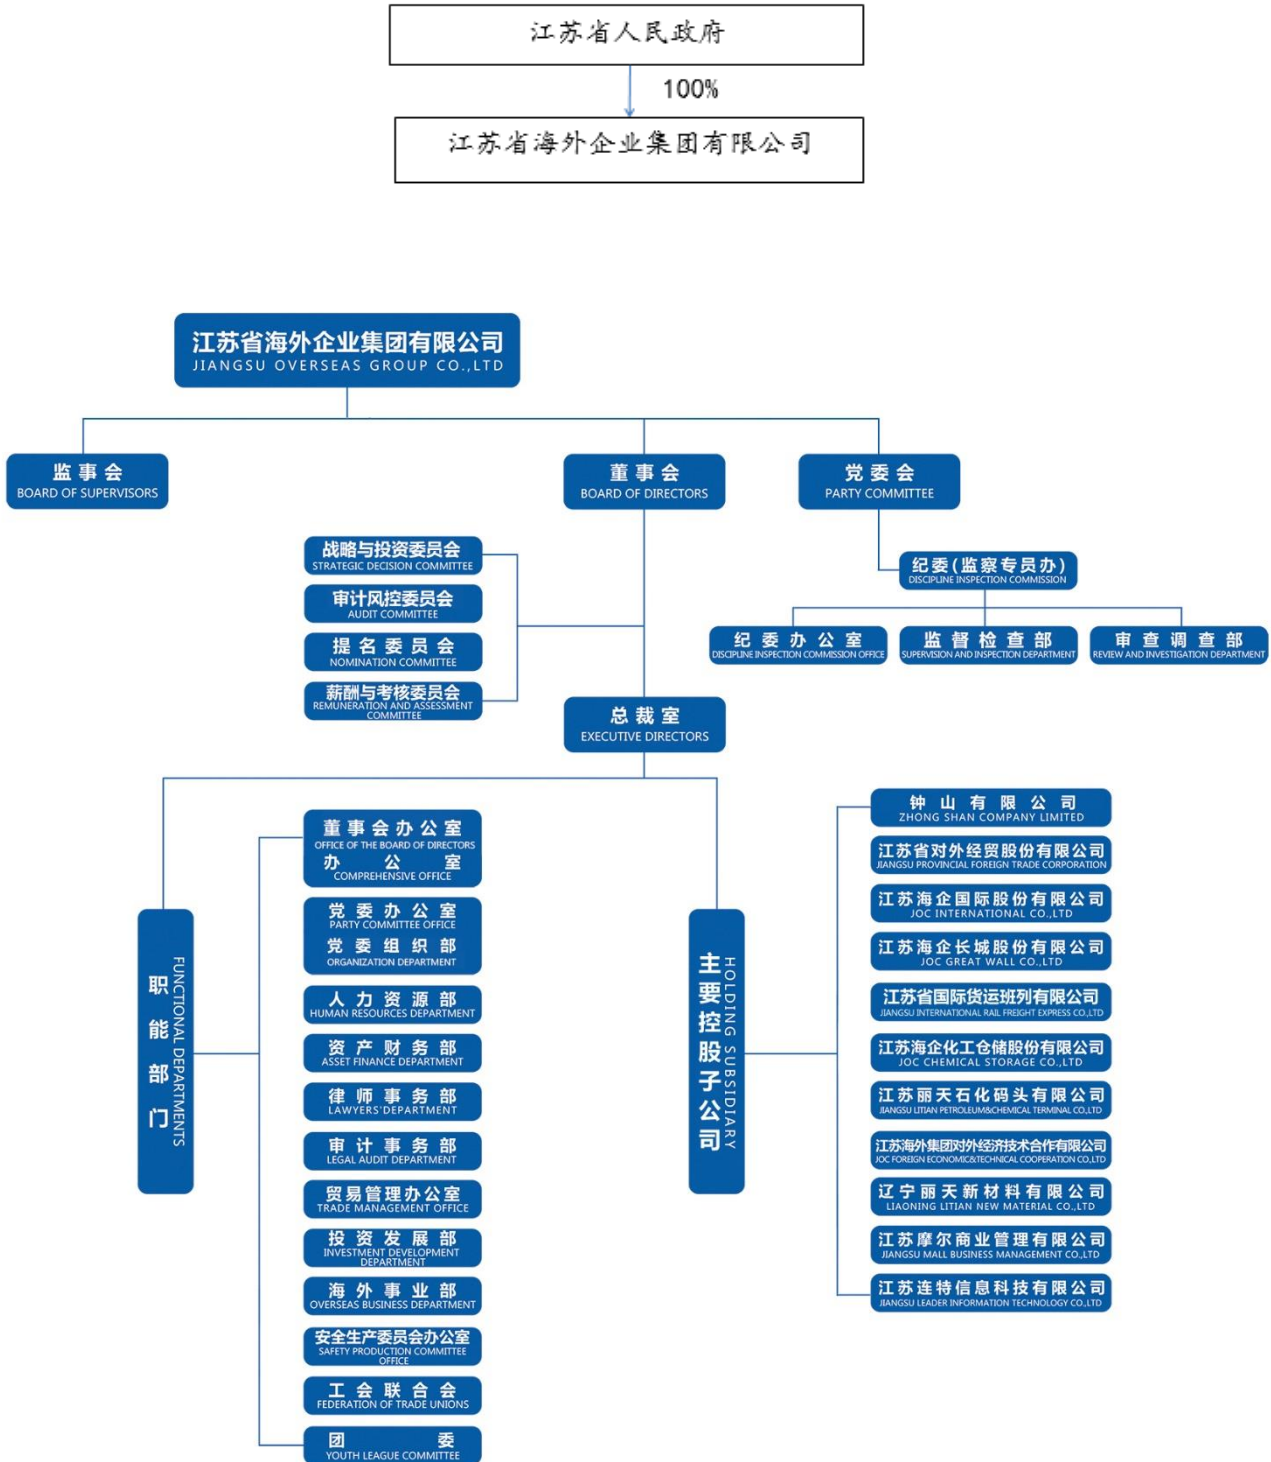 江苏省人民政府
100%
江苏省海外企业集团有限公司
江苏省海外企业集团有限公司
JIANGSU OVERSEAS GROUP CO.,LTD
监事会
BOARD OF SUPERVISORS
董事会
BOARD OF DIRECTORS
党委会
PARTY COMMITTEE
战略与投资委员会
STRATEGIC DECISION COMMITTEE
审计风控委员会
AUDIT COMMITTEE
提名委员会
NOMINATION COMMITTEE
薪酬与考核委员会
REMUNERATION AND ASSESSMENT
COMMITTEE
纪委(监察专员办)
DISCIPLINE INSPECTION COMMISSION
纪委办公室
DISCIPLINE INSPECTION COMMISSION OFFICE
监督检查部
SUPERVISION AND INSPECTION DEPARTMENT
审查调查部
REVIEW AND INVESTIGATION DEPARTMENT
总裁室
EXECUTIVE DIRECTORS
职能部门
FUNCTIONAL DEPARTMENTS
董事会办公室
OFFICE OF THE BOARD OF DIRECTORS
办公室
COMPREHENSIVE OFFICE
党委办公室
PARTY COMMITTEE OFFICE
党委组织部
ORGANIZATION DEPARTMENT
人力资源部
HUMAN RESOURCES DEPARTMENT
资产财务部
ASSET FINANCE DEPARTMENT
律师事务部
LAWYERS'DEPARTMENT
审计事务部
LEGAL AUDIT DEPARTMENT
贸易管理办公室
TRADE MANAGEMENT OFFICE
投资发展部
INVESTMENT DEVELOPMENT
DEPARTMENT
海外事业部
OVERSEAS BUSINESS DEPARTMENT
安全生产委员会办公室
SAFETY PRODUCTION COMMITTEE
OFFICE
工会联合会
FEDERATION OF TRADE UNIONS
团委
YOUTH LEAGUE COMMITTEE
主要控股子公司
HOLDING SUBSIDIARY
钟山有限公司
ZHONG SHAN COMPANY LIMITED
江苏省对外经贸股份有限公司
JIANGSU PROVINCIAL FOREIGN TRADE CORPORATION
江苏海企国际股份有限公司
JOC INTERNATIONAL CO.,LTD
江苏海企长城股份有限公司
JOC GREAT WALL CO.,LTD
江苏省国际货运班列有限公司
JIANGSU INTERNATIONAL RAIL FREIGHT EXPRESS CO,LTD
江苏海企化工仓储股份有限公司
JOC CHEMICAL STORAGE CO.,LTD
江苏丽天石化码头有限公司
JIANGSU LITIAN PETROLEUM&CHEMICAL TERMINAL CO,LTD
江苏海外集团对外经济技术合作有限公司
JOC FOREIGN ECONOMIC&TECHNICAL COOPERATION CO,LTD
辽宁丽天新材料有限公司
LIAONING LITIAN NEW MATERIAL CO.,LTD
江苏摩尔商业管理有限公司
JIANGSU MALL BUSINESS MANAGEMENT CO.,LTD
江苏连特信息科技有限公司
JIANGSU LEADER INFORMATION TECHNOLOGY CO,LTD